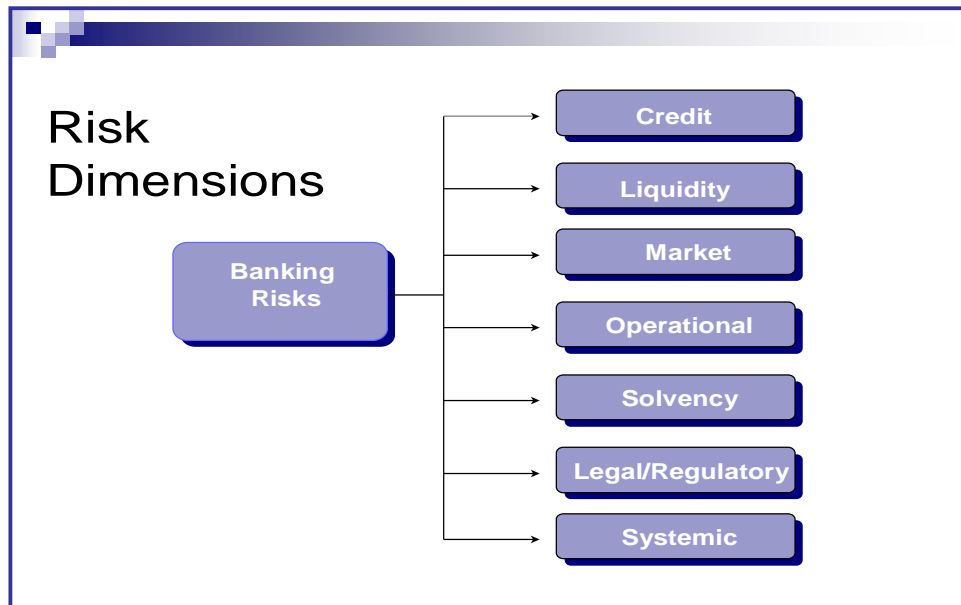 Risk
Dimensions
Banking
Risks
Credit
Liquidity
Market
Operational
Solvency
Legal/Regulatory
Systemic